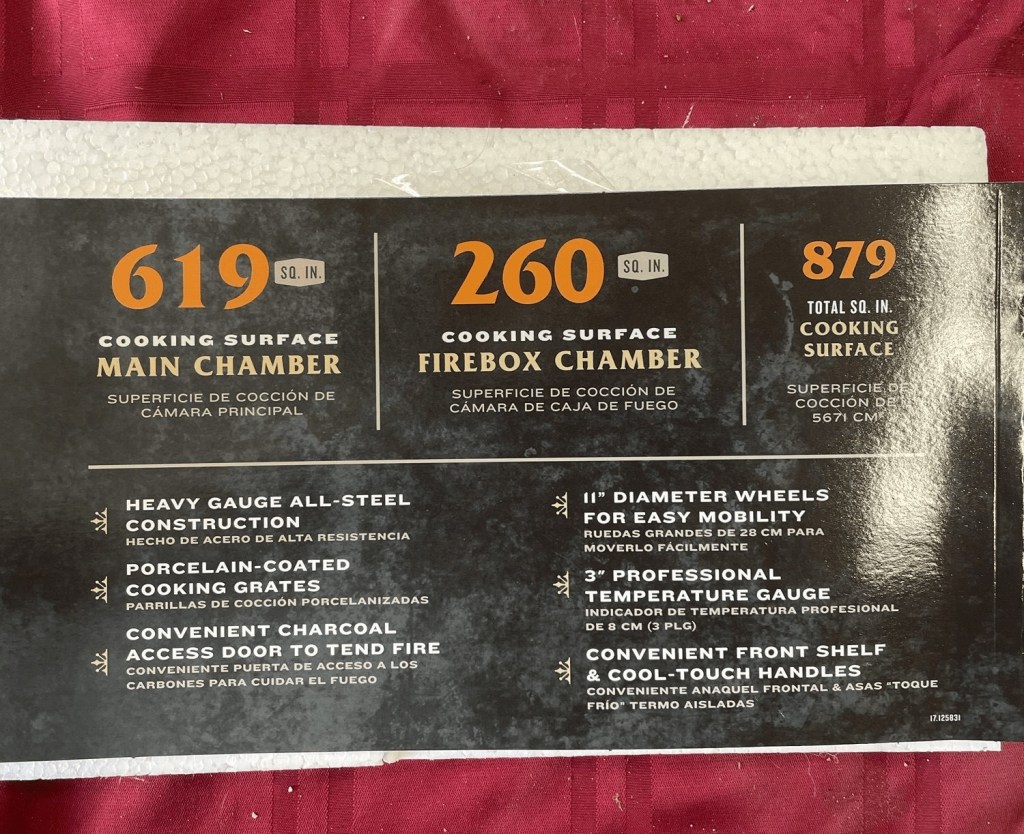 619 SQ. IN.
COOKING SURFACE
MAIN CHAMBER
SUPERFICIE DE COCCIÓN DE
CÁMARA PRINCIPAL
260 SQ. IN.
COOKING SURFACE
FIREBOX CHAMBER
SUPERFICIE DE COCCIÓN DE
CÁMARA DE CAJA DE FUEGO
879
TOTAL SQ. IN.
COOKING
SURFACE
SUPERFICIE DE
COCCIÓN DE
5671 CM²
HEAVY GAUGE ALL-STEEL
CONSTRUCTION
HECHO DE ACERO DE ALTA RESISTENCIA
PORCELAIN-COATED
COOKING GRATES
PARRILLAS DE COCCIÓN PORCELANIZADAS
CONVENIENT CHARCOAL
ACCESS DOOR TO TEND FIRE
CONVENIENTE PUERTA DE ACCESO A LOS
CARBONES PARA CUIDAR EL FUEGO
11” DIAMETER WHEELS
FOR EASY MOBILITY
RUEDAS GRANDES DE 28 CM PARA
MOVERLO FÁCILMENTE
3” PROFESSIONAL
TEMPERATURE GAUGE
INDICADOR DE TEMPERATURA PROFESIONAL
DE 8 CM (3 PLG)
CONVENIENT FRONT SHELF
& COOL-TOUCH HANDLES
CONVENIENTE ANAQUEL FRONTAL & ASAS “TOQUE
FRÍO” TERMO AISLADAS
17.125831